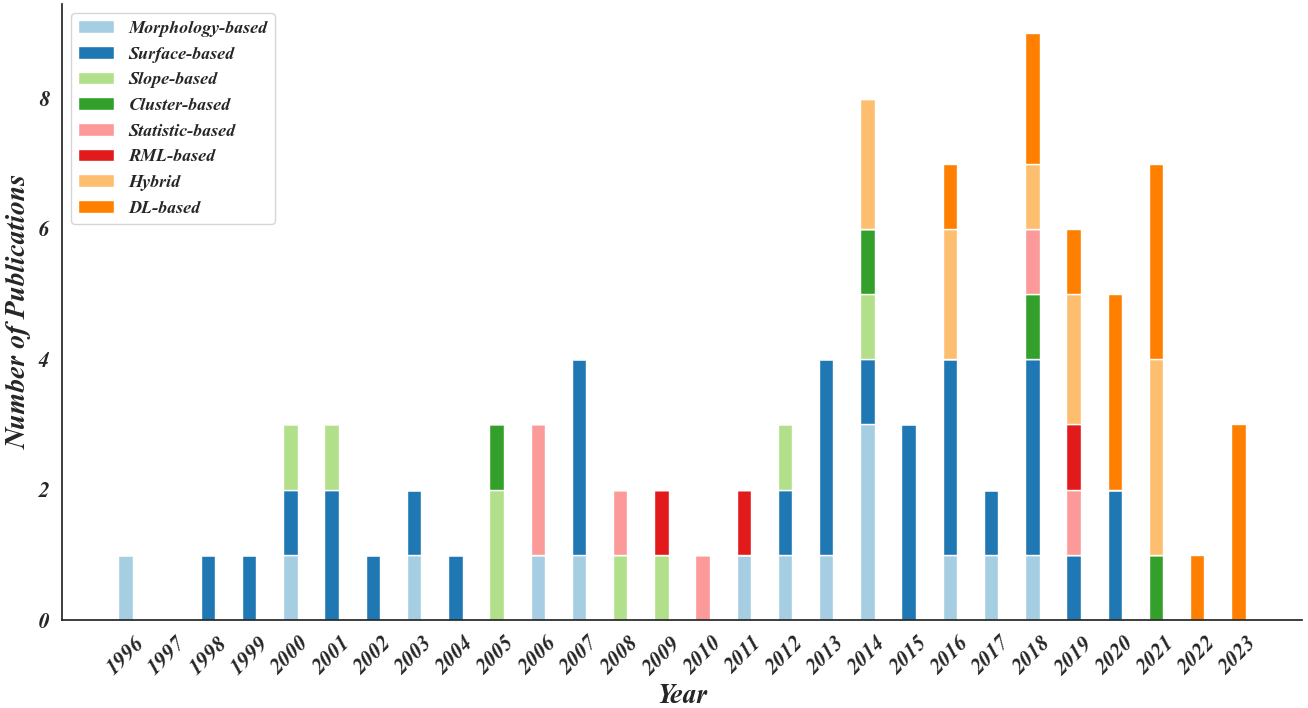 Morphology-based
Surface-based
Slope-based
Cluster-based
Statistic-based
RML-based
Hybrid
DL-based
Number of Publications
8
6
4
2
0
1996 1997 1998 1999 2000 2001 2002 2003 2004 2005 2006 2007 2008 2009 2010 2011 2012 2013 2014 2015 2016 2017 2018 2019 2020 2021 2022 2023
Year